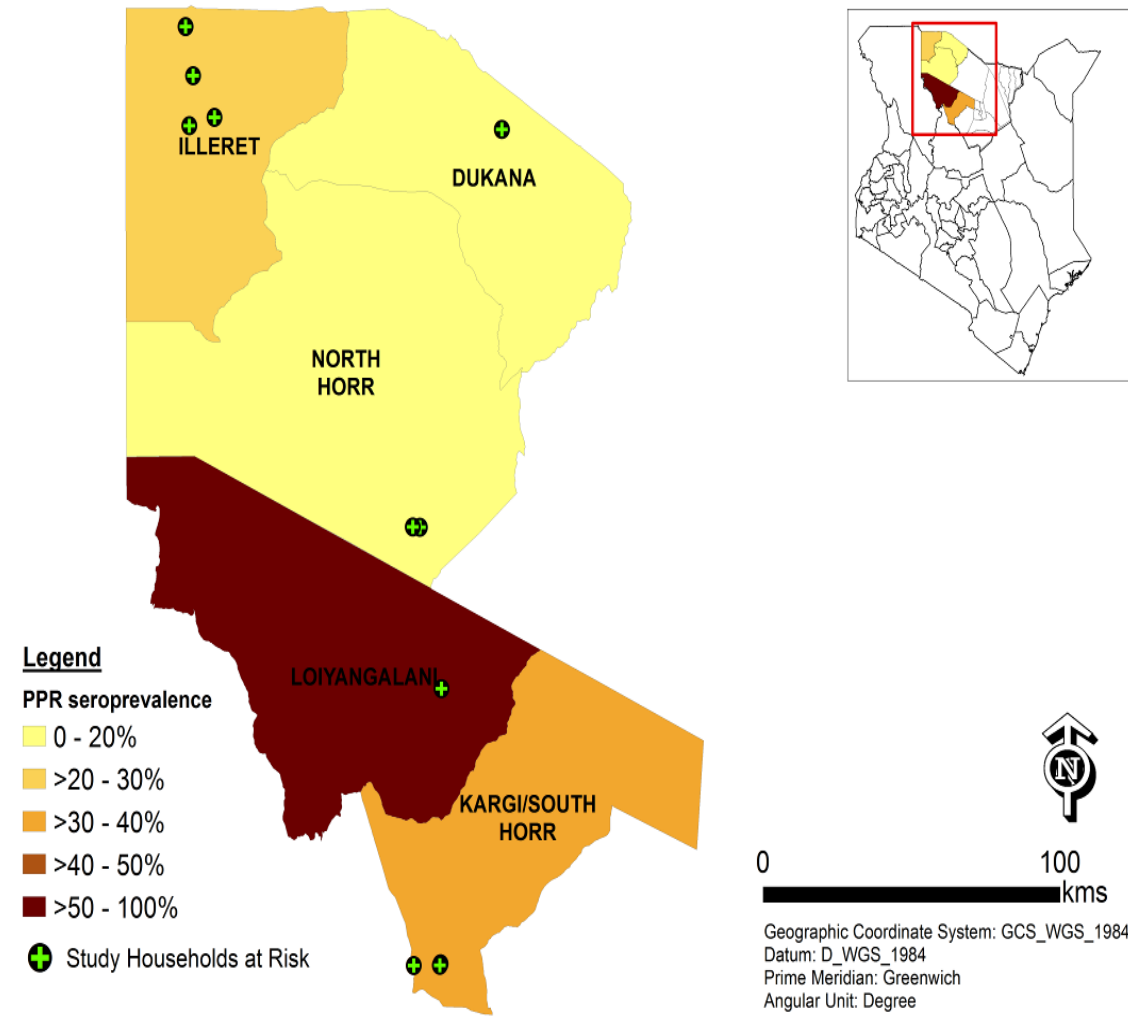 ILLERET
DUKANA
NORTH
HORR
LOIYANGALANI
KARGI/SOUTH
HORR
Legend
PPR seroprevalence
0 - 20%
>20 - 30%
>30 - 40%
>40 - 50%
>50 - 100%
Study Households at Risk
N
0 100
kms
Geographic Coordinate System: GCS_WGS_1984
Datum: D_WGS_1984
Prime Meridian: Greenwich
Angular Unit: Degree